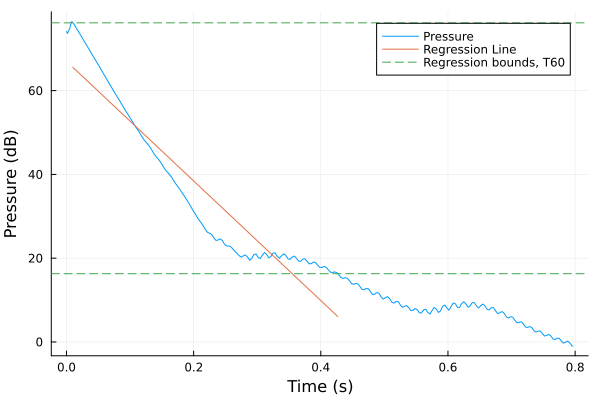 Pressure
Regression Line
Regression bounds, T60
Pressure (dB)
60
40
20
0
0.0
0.2
0.4
0.6
0.8
Time (s)